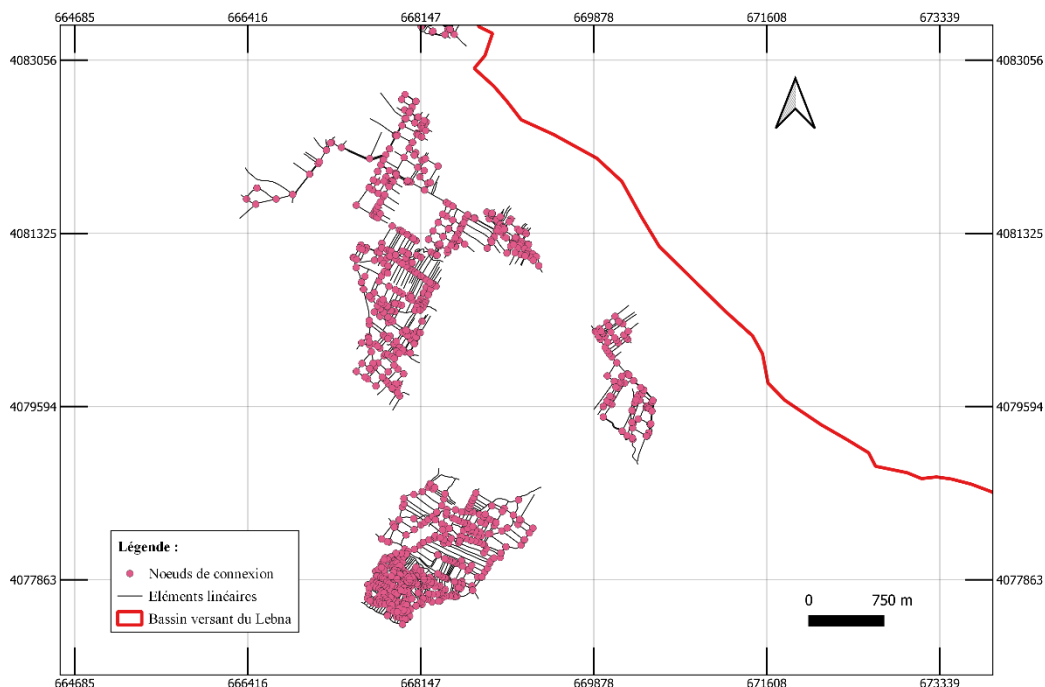 664685 666416 668147 669878 671608 673339
4083056 4083056
4081325 4081325
4079594 4079594
4077863 4077863
Légende :
Noeuds de connexion
Eléments linéaires
Bassin versant du Lebna
0 750 m
664685 666416 668147 669878 671608 673339